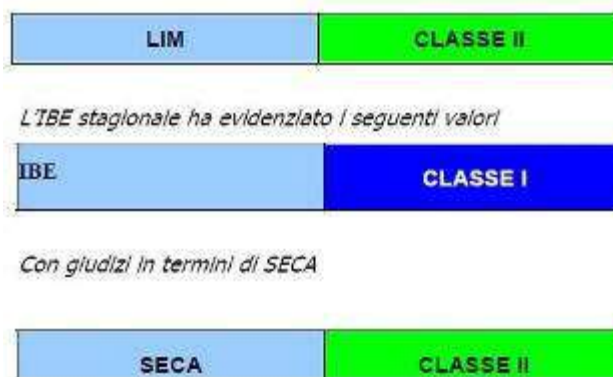 LIM CLASSE II
L'IBE stagionale ha evidenziato i seguenti valori
IBE CLASSE I
Con giudizi in termini di SECA
SECA CLASSE II